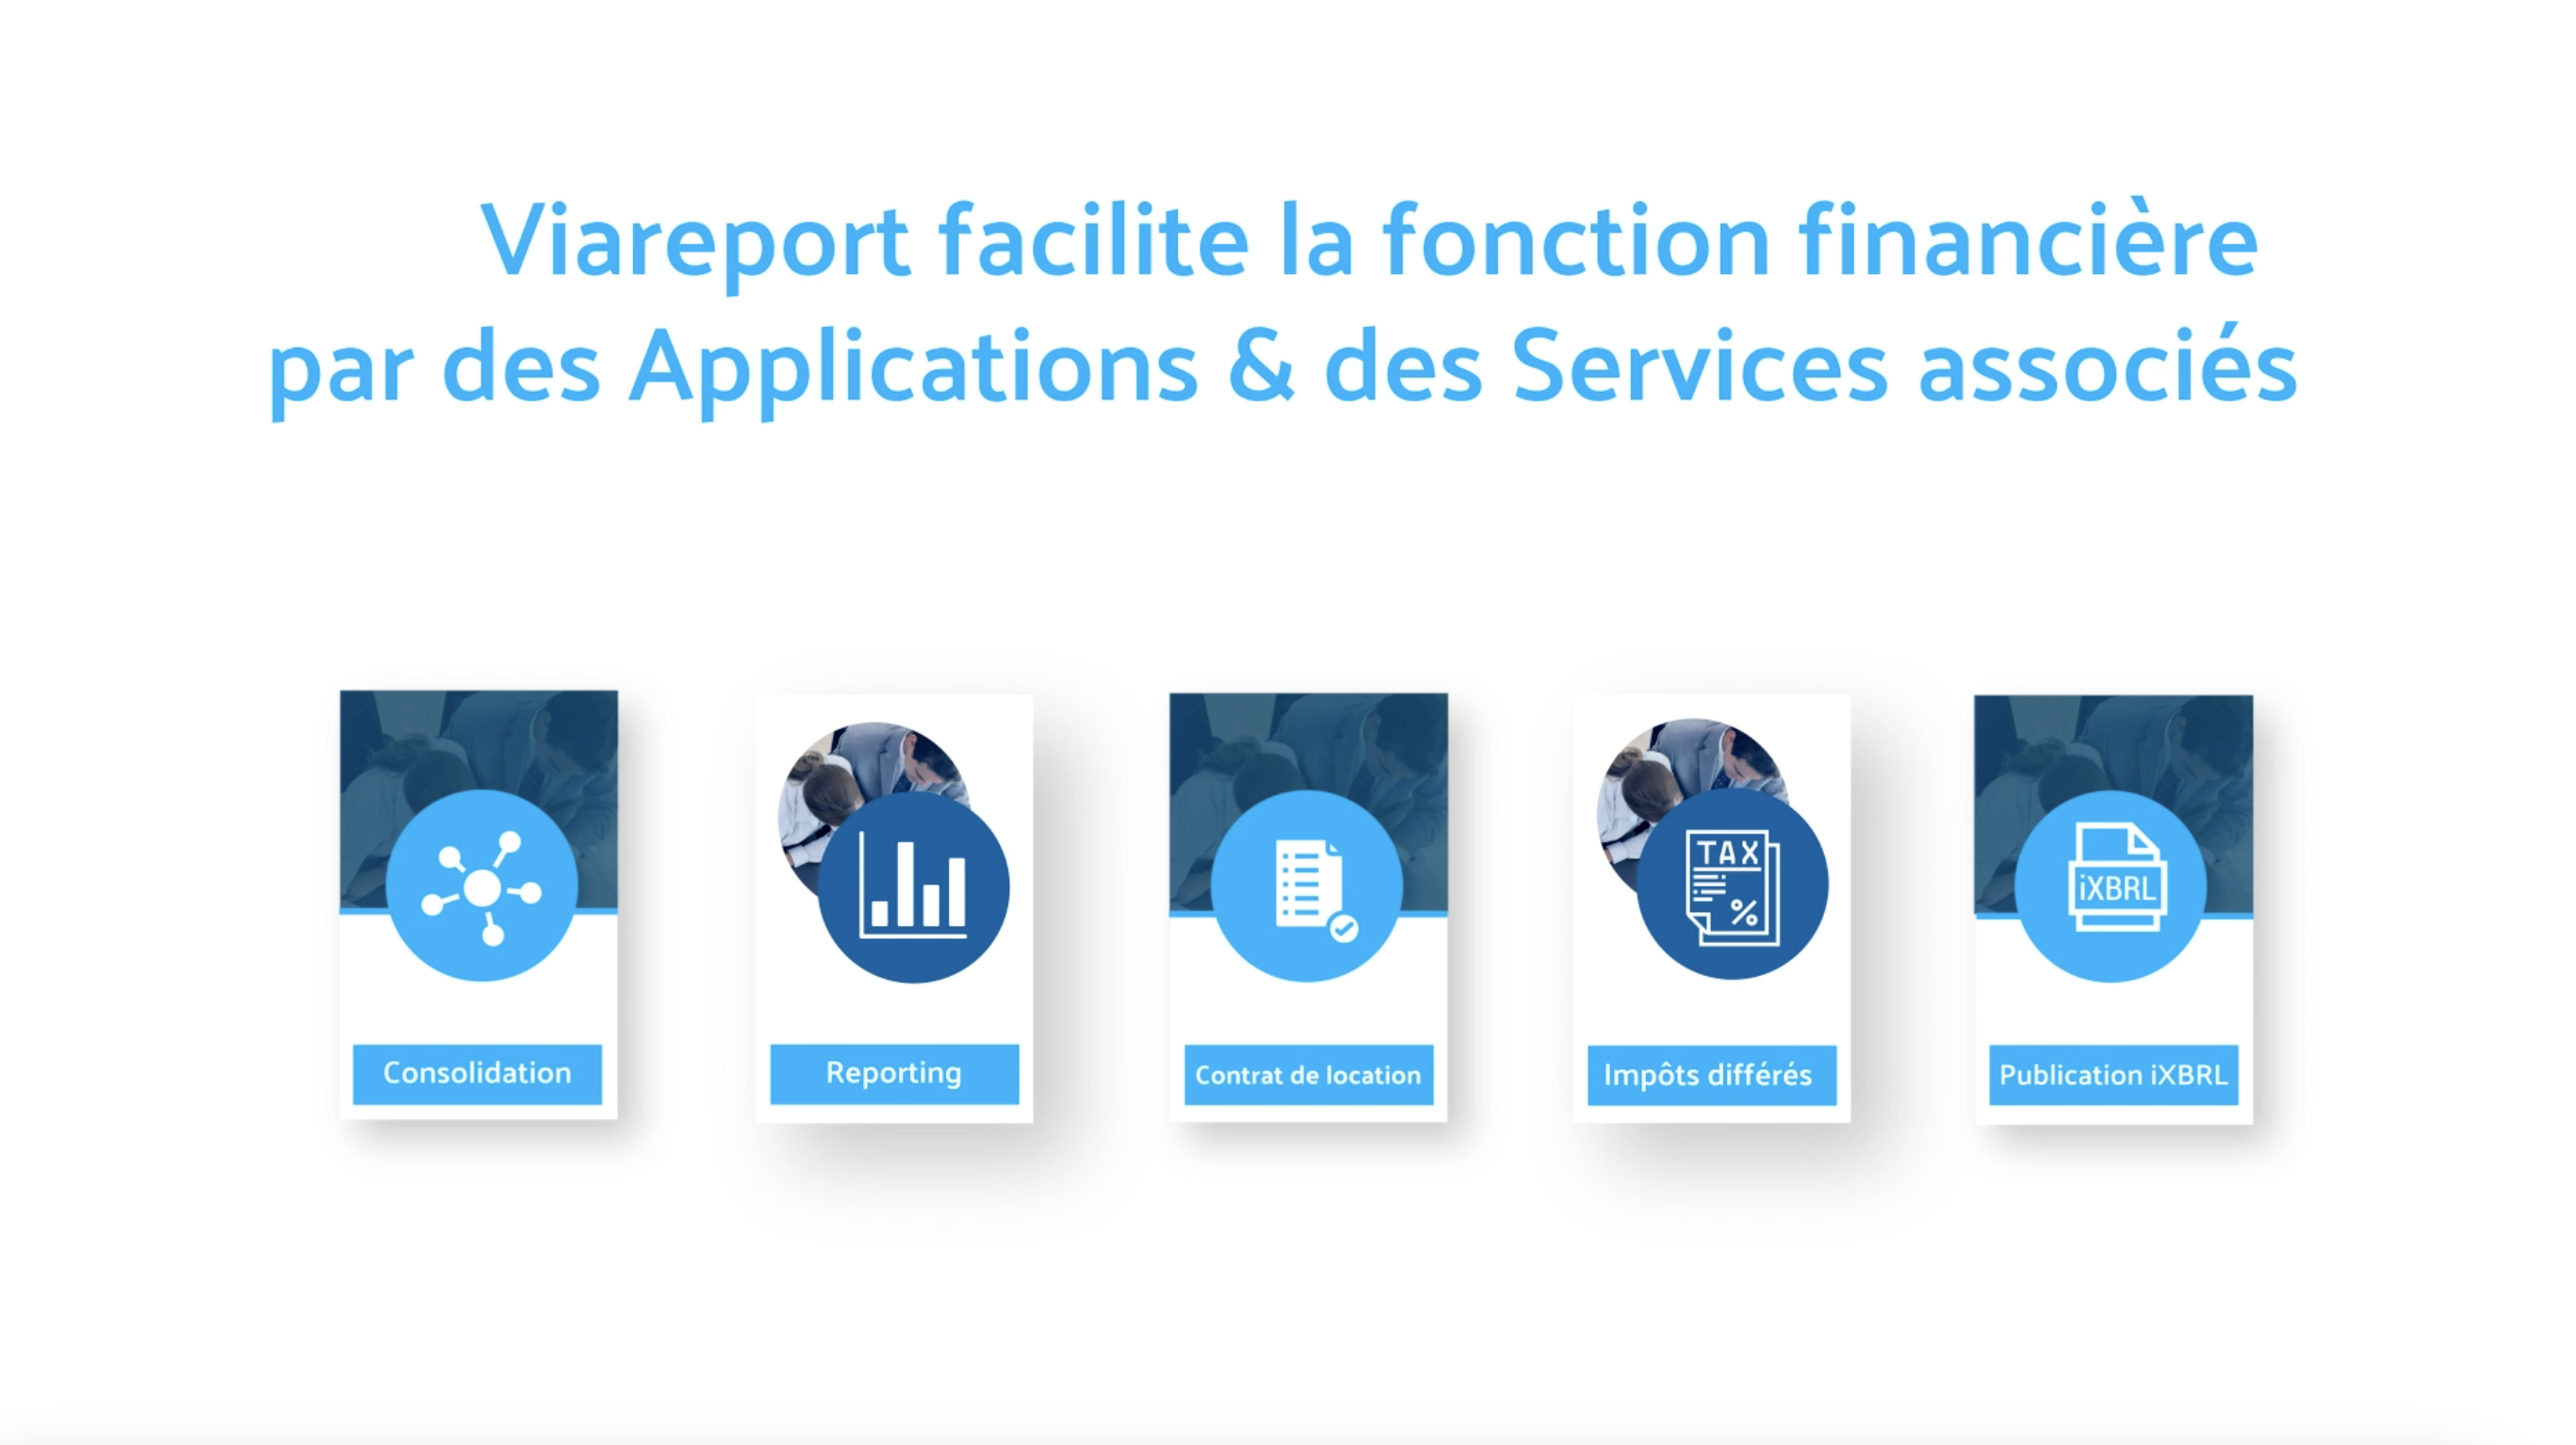 Viareport facilite la fonction financière
par des Applications & des Services associés
TAX
%
iXBRL
Consolidation
Reporting
Contrat de location
Impôts différés
Publication iXBRL